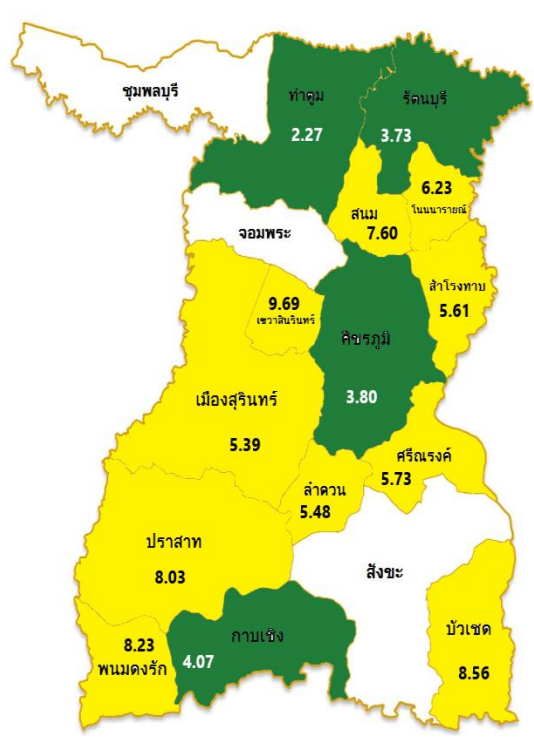 ชุมพลบุรี
ท่าตูม
2.27
รัตนบุรี
3.73
สนม
7.60
6.23
โนนนารายณ์
จอมพระ
สำโรงทาบ
5.61
9.69
เขวาสินรินทร์
ศีขรภูมิ
3.80
เมืองสุรินทร์
5.39
ศรีณรงค์
5.73
ลำดวน
5.48
ปราสาท
8.03
สังขะ
บัวเชด
8.56
8.23
พนมดงรัก
กาบเชิง
4.07